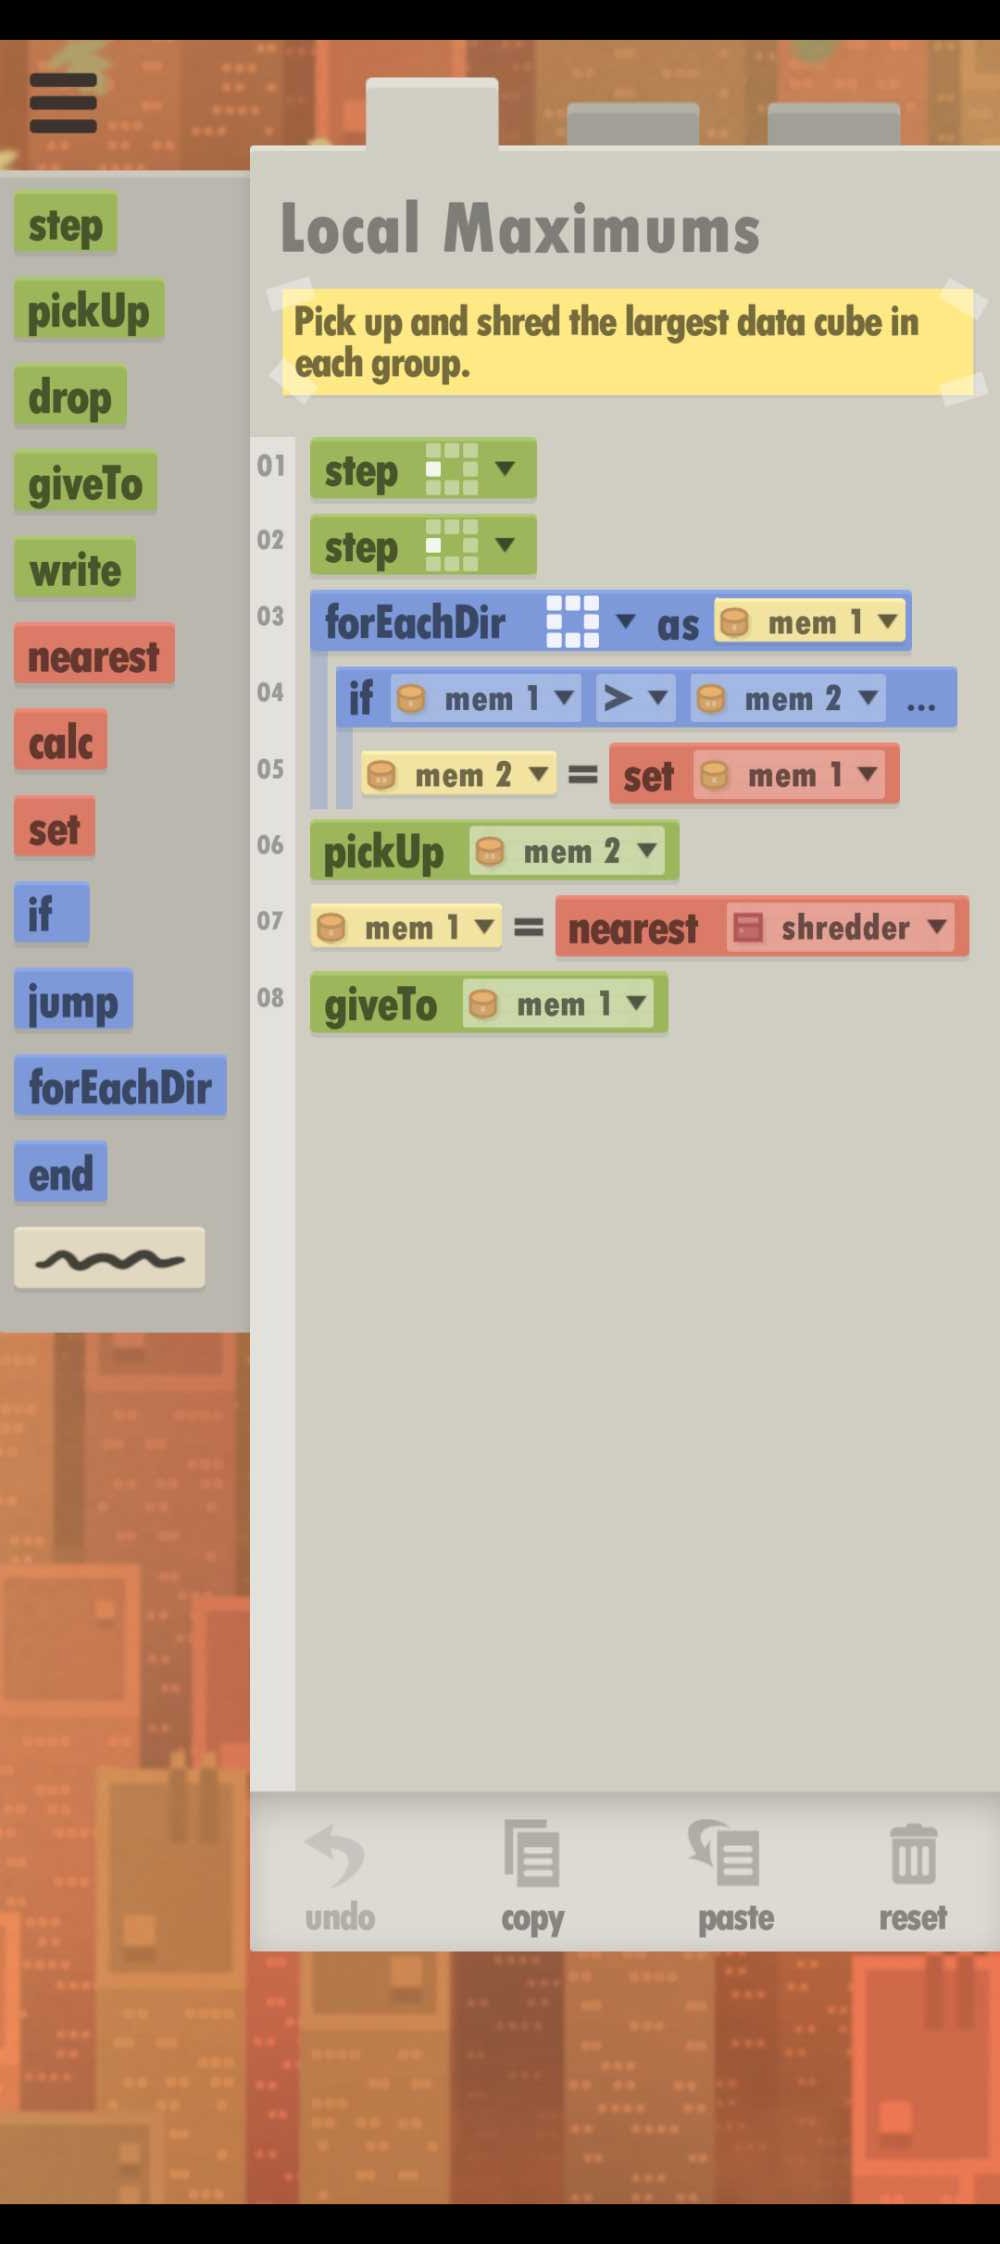 Local Maximums
Pick up and shred the largest data cube in
each group.
step
pickUp
drop
giveTo
write
nearest
calc
set
if
jump
forEachDir
end
01 step
02 step
03 forEachDir as mem 1
04 if mem 1 > mem 2 ...
05 mem 2 = set mem 1
06 pickUp mem 2
07 mem 1 = nearest shredder
08 giveTo mem 1
undo copy paste reset